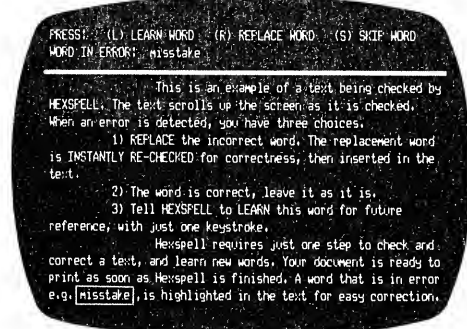 PRESS: (L) LEARN WORD (R) REPLACE WORD (S) SKIP WORD
WORD IN ERROR: misstake
This is an example of a text being checked by
HEXSPELL. The text scrolls up the screen as it is checked.
When an error is detected, you have three choices.
1) REPLACE the incorrect word. The replacement word
is INSTANTLY RE-CHECKED for correctness, then inserted in the
text.
2) The word is correct, leave it as it is.
3) Tell HEXSPELL to LEARN this word for future
reference, with just one keystroke.
Hexspell requires just one step to check and
correct a text, and learn new words. Your document is ready to
print as soon as Hexspell is finished. A word that is in error
e.g. misstake, is highlighted in the text for easy correction.